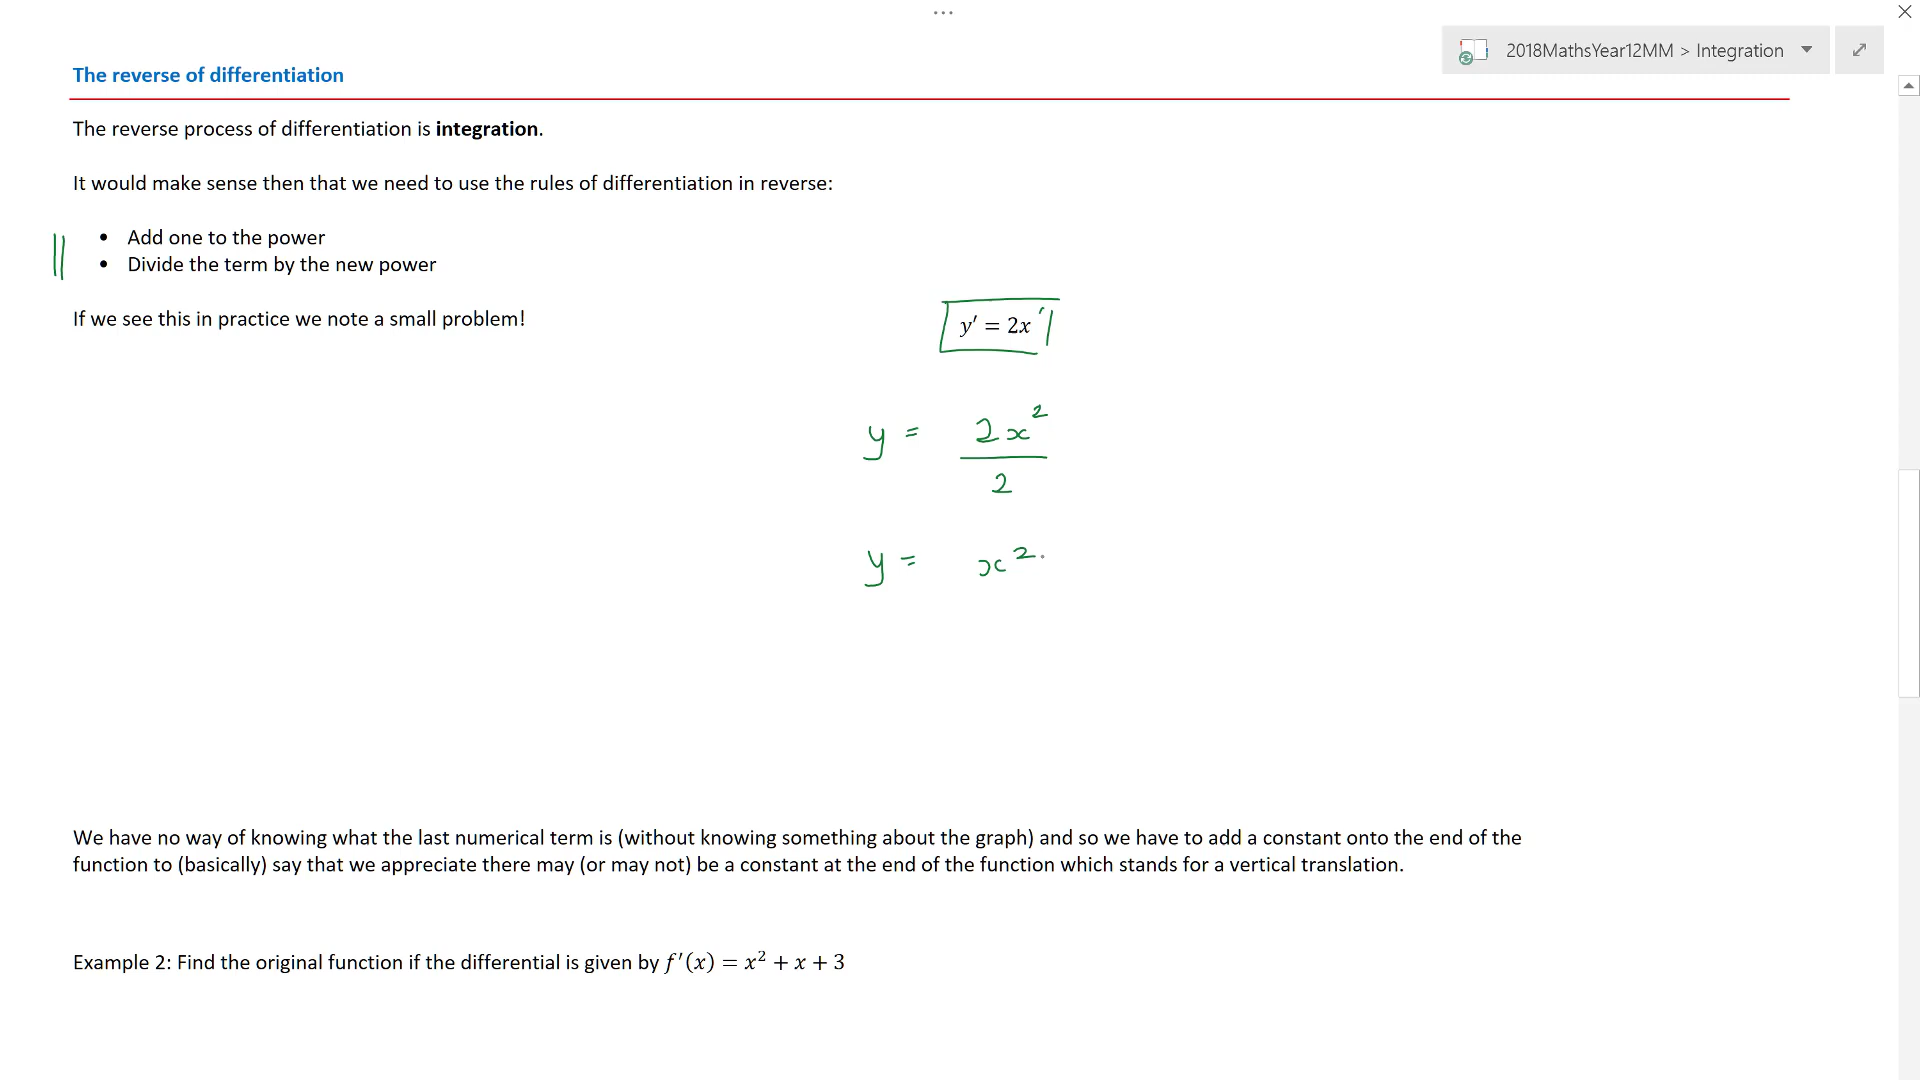 2018MathsYear12MM > Integration
The reverse of differentiation
The reverse process of differentiation is integration.
It would make sense then that we need to use the rules of differentiation in reverse:
• Add one to the power
• Divide the term by the new power
If we see this in practice we note a small problem!
y′ = 2x
y = 2x²
2
y = x²
We have no way of knowing what the last numerical term is (without knowing something about the graph) and so we have to add a constant onto the end of the
function to (basically) say that we appreciate there may (or may not) be a constant at the end of the function which stands for a vertical translation.
Example 2: Find the original function if the differential is given by f′(x) = x² + x + 3